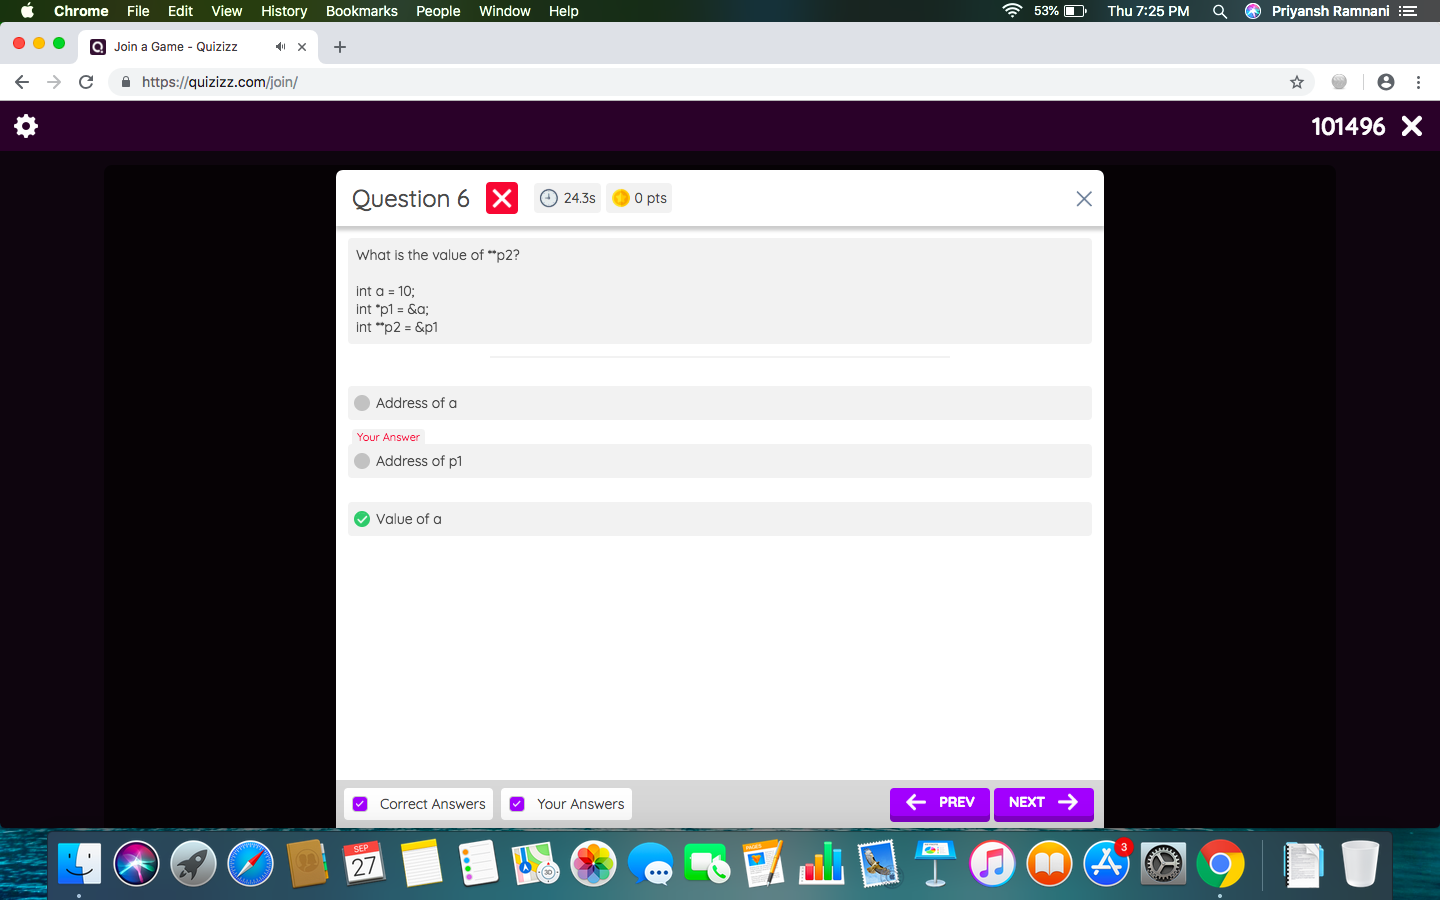 Chrome File Edit View History Bookmarks People Window Help 53% Thu 7:25 PM Priyansh Ramnani
Join a Game - Quizizz
https://quizizz.com/join/
101496
Question 6 24.3s 0 pts
What is the value of **p2?
int a = 10;
int *p1 = &a;
int **p2 = &p1
Address of a
Your Answer
Address of p1
Value of a
Correct Answers Your Answers PREV NEXT
SEP
27
PAGES
3D
3